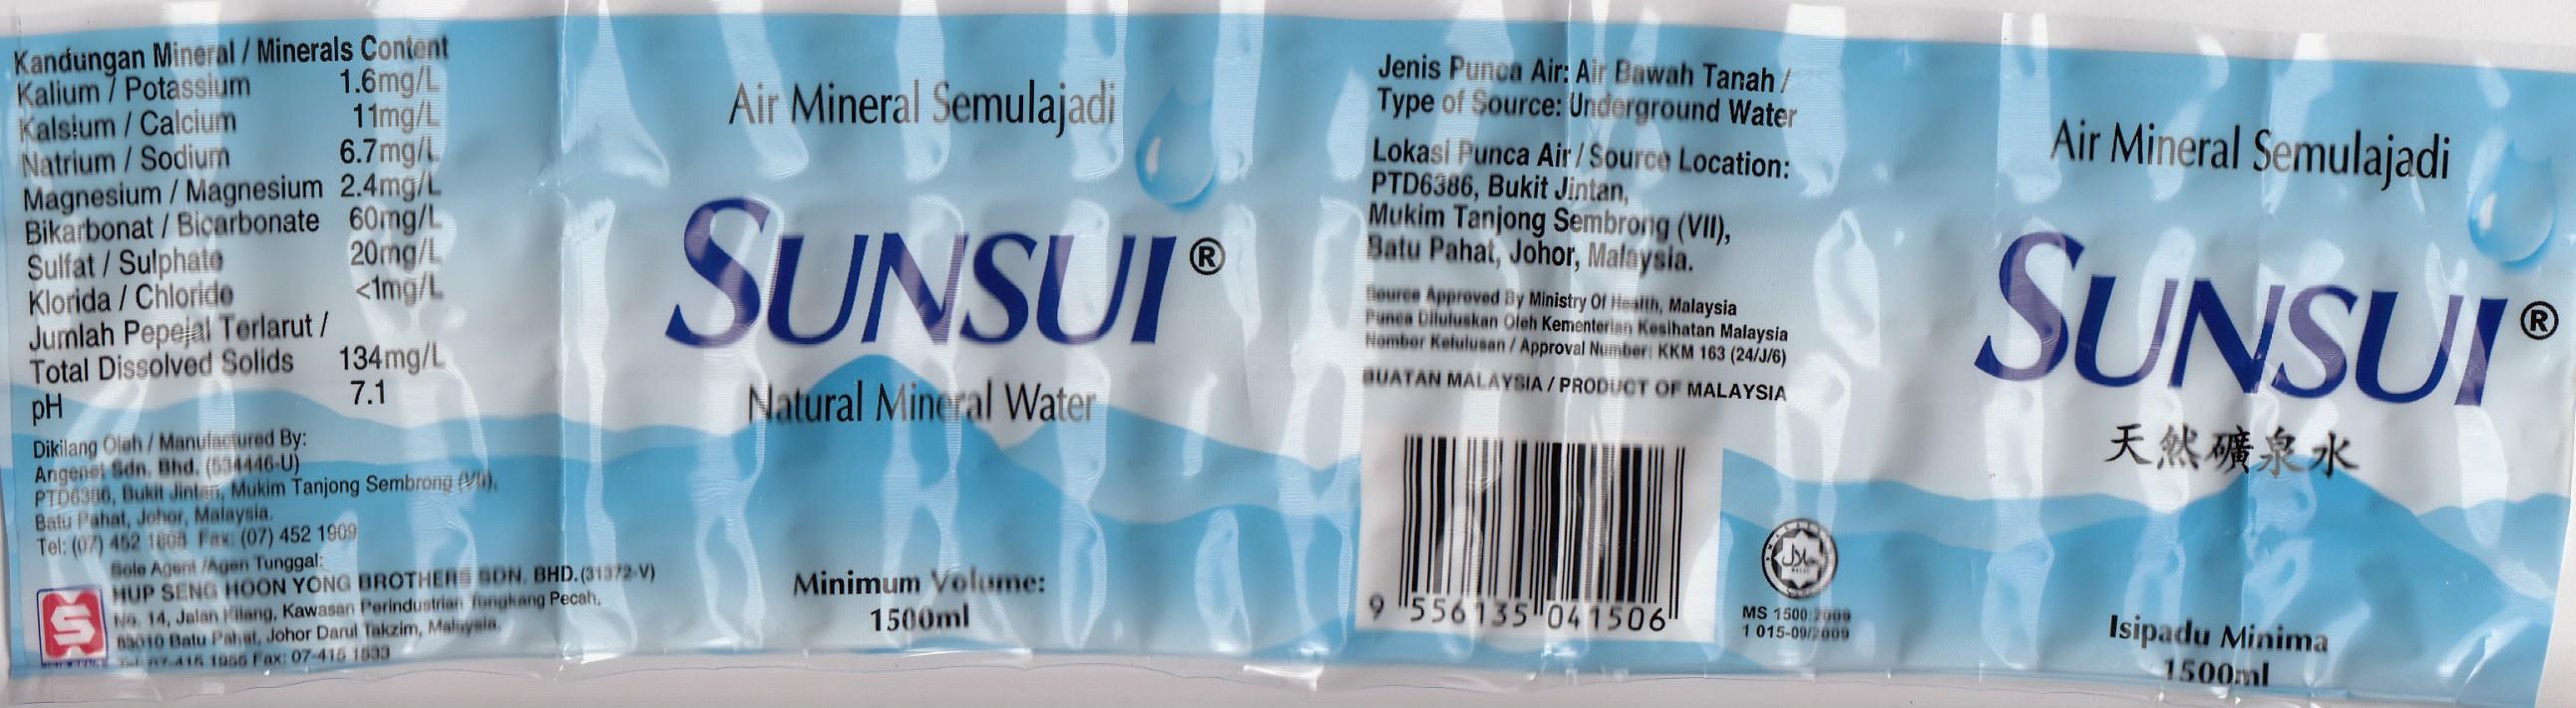 Kandungan Mineral / Minerals Content
Kalium / Potassium 1.6mg/L
Kalsium / Calcium 11mg/L
Natrium / Sodium 6.7mg/L
Magnesium / Magnesium 2.4mg/L
Bikarbonat / Bicarbonate 60mg/L
Sulfat / Sulphate 20mg/L
Klorida / Chloride <1mg/L
Jumlah Pepejal Terlarut /
Total Dissolved Solids 134mg/L
pH 7.1
Dikilang Oleh / Manufactured By:
Angenet Sdn. Bhd. (534446-U)
PTD6386, Bukit Jintan, Mukim Tanjong Sembrong (VII),
Batu Pahat, Johor, Malaysia.
Tel: (07) 452 1808 Fax: (07) 452 1909
Sole Agent /Agen Tunggal:
HUP SENG HOON YONG BROTHERS SDN. BHD.(31372-V)
No. 14, Jalan Kilang, Kawasan Perindustrian Tongkang Pecah,
83010 Batu Pahat, Johor Darul Takzim, Malaysia.
Tel: 07-415 1955 Fax: 07-415 1533
Air Mineral Semulajadi
SUNSUI ®
Natural Mineral Water
Minimum Volume:
1500ml
Jenis Punca Air: Air Bawah Tanah /
Type of Source: Underground Water
Lokasi Punca Air / Source Location:
PTD6386, Bukit Jintan,
Mukim Tanjong Sembrong (VII),
Batu Pahat, Johor, Malaysia.
Source Approved By Ministry Of Health, Malaysia
Punca Diluluskan Oleh Kementerian Kesihatan Malaysia
Nombor Kelulusan / Approval Number: KKM 163 (24/J/6)
BUATAN MALAYSIA / PRODUCT OF MALAYSIA
9 556135 041506
حلال
MS 1500:2009
1 015-09/2009
Air Mineral Semulajadi
SUNSUI ®
天然礦泉水
Isipadu Minima
1500ml